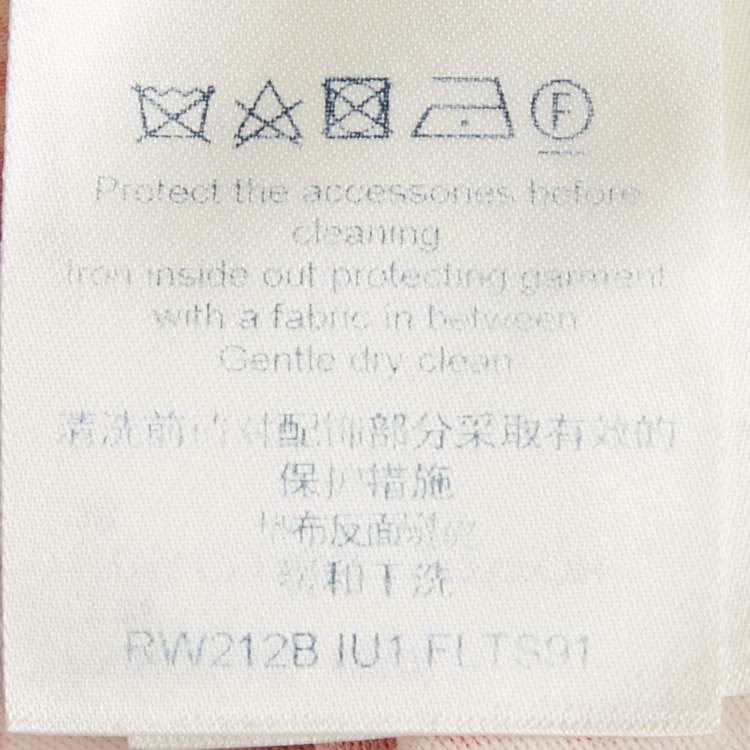 F
Protect the accessories before
cleaning
Iron inside out protecting garment
with a fabric in between
Gentle dry clean
清洗前 对配饰部分采取有效的
保护措施
布反面
缓和干洗
RW212B IU1 FLTS91